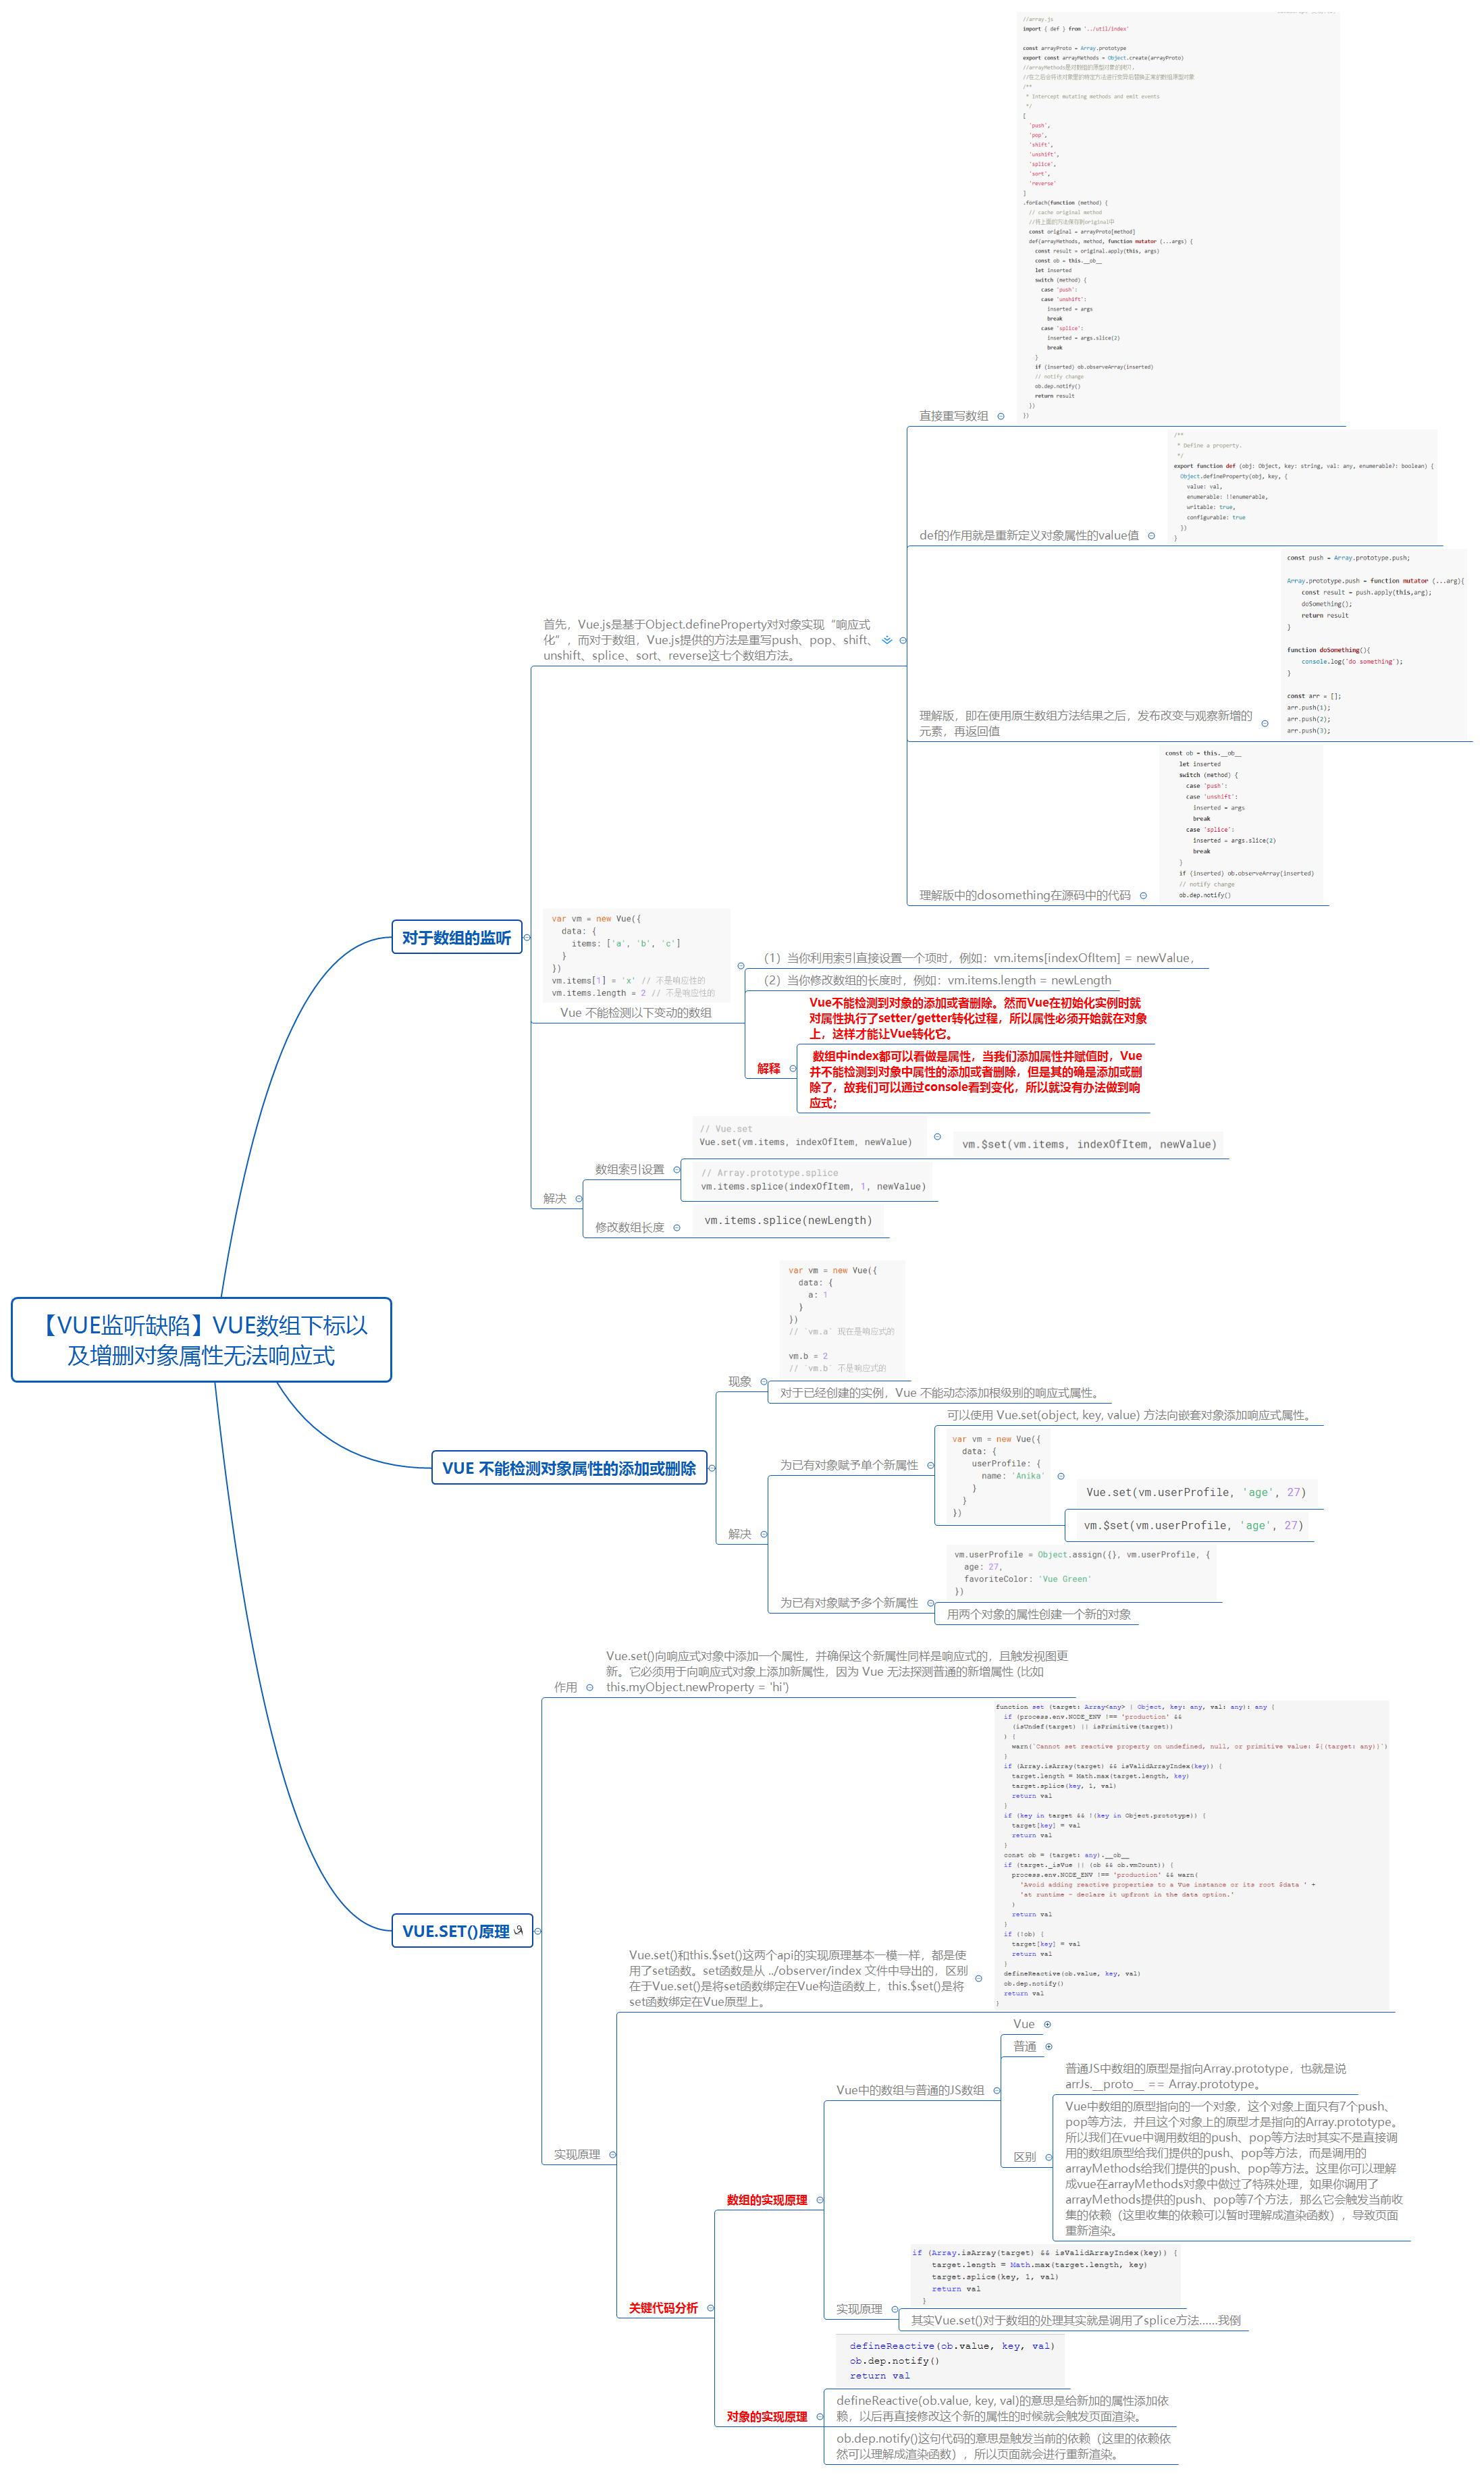 //array.js
import { def } from '../util/index'
const arrayProto = Array.prototype
export const arrayMethods = Object.create(arrayProto)
//arrayMethods是对数组的原型对象的拷贝，
//在之后会将该对象里的特定方法进行变异后替换正常的数组原型对象
/**
 * Intercept mutating methods and emit events
 */
[
  'push',
  'pop',
  'shift',
  'unshift',
  'splice',
  'sort',
  'reverse'
]
.forEach(function (method) {
  // cache original method
  //将上面的方法保存到original中
  const original = arrayProto[method]
  def(arrayMethods, method, function mutator (...args) {
    const result = original.apply(this, args)
    const ob = this.__ob__
    let inserted
    switch (method) {
      case 'push':
      case 'unshift':
        inserted = args
        break
      case 'splice':
        inserted = args.slice(2)
        break
    }
    if (inserted) ob.observeArray(inserted)
    // notify change
    ob.dep.notify()
    return result
  })
})
直接重写数组
/**
 * Define a property.
 */
export function def (obj: Object, key: string, val: any, enumerable?: boolean) {
  Object.defineProperty(obj, key, {
    value: val,
    enumerable: !!enumerable,
    writable: true,
    configurable: true
  })
}
def的作用就是重新定义对象属性的value值
const push = Array.prototype.push;
Array.prototype.push = function mutator (...arg){
    const result = push.apply(this,arg);
    doSomething();
    return result
}
function doSomething(){
    console.log('do something');
}
const arr = [];
arr.push(1);
arr.push(2);
arr.push(3);
首先，Vue.js是基于Object.defineProperty对对象实现“响应式
化”，而对于数组，Vue.js提供的方法是重写push、pop、shift、
unshift、splice、sort、reverse这七个数组方法。
理解版，即在使用原生数组方法结果之后，发布改变与观察新增的
元素，再返回值
const ob = this.__ob__
    let inserted
    switch (method) {
      case 'push':
      case 'unshift':
        inserted = args
        break
      case 'splice':
        inserted = args.slice(2)
        break
    }
    if (inserted) ob.observeArray(inserted)
    // notify change
    ob.dep.notify()
理解版中的dosomething在源码中的代码
对于数组的监听
var vm = new Vue({
  data: {
    items: ['a', 'b', 'c']
  }
})
vm.items[1] = 'x' // 不是响应性的
vm.items.length = 2 // 不是响应性的
Vue 不能检测以下变动的数组
（1）当你利用索引直接设置一个项时，例如：vm.items[indexOfItem] = newValue，
（2）当你修改数组的长度时，例如：vm.items.length = newLength
Vue不能检测到对象的添加或者删除。然而Vue在初始化实例时就
对属性执行了setter/getter转化过程，所以属性必须开始就在对象
上，这样才能让Vue转化它。
解释
数组中index都可以看做是属性，当我们添加属性并赋值时，Vue
并不能检测到对象中属性的添加或者删除，但是其的确是添加或删
除了，故我们可以通过console看到变化，所以就没有办法做到响
应式；
// Vue.set
Vue.set(vm.items, indexOfItem, newValue)
vm.$set(vm.items, indexOfItem, newValue)
数组索引设置
// Array.prototype.splice
vm.items.splice(indexOfItem, 1, newValue)
解决
修改数组长度
vm.items.splice(newLength)
【VUE监听缺陷】VUE数组下标以
及增删对象属性无法响应式
var vm = new Vue({
  data: {
    a: 1
  }
})
// `vm.a` 现在是响应式的
vm.b = 2
// `vm.b` 不是响应式的
现象
对于已经创建的实例，Vue 不能动态添加根级别的响应式属性。
VUE 不能检测对象属性的添加或删除
可以使用 Vue.set(object, key, value) 方法向嵌套对象添加响应式属性。
为已有对象赋予单个新属性
var vm = new Vue({
  data: {
    userProfile: {
      name: 'Anika'
    }
  }
})
Vue.set(vm.userProfile, 'age', 27)
vm.$set(vm.userProfile, 'age', 27)
解决
vm.userProfile = Object.assign({}, vm.userProfile, {
  age: 27,
  favoriteColor: 'Vue Green'
})
为已有对象赋予多个新属性
用两个对象的属性创建一个新的对象
Vue.set()向响应式对象中添加一个属性，并确保这个新属性同样是响应式的，且触发视图更
新。它必须用于向响应式对象上添加新属性，因为 Vue 无法探测普通的新增属性 (比如
this.myObject.newProperty = 'hi')
作用
function set (target: Array<any> | Object, key: any, val: any): any {
  if (process.env.NODE_ENV !== 'production' &&
    (isUndef(target) || isPrimitive(target))
  ) {
    warn(`Cannot set reactive property on undefined, null, or primitive value: ${(target: any)}`)
  }
  if (Array.isArray(target) && isValidArrayIndex(key)) {
    target.length = Math.max(target.length, key)
    target.splice(key, 1, val)
    return val
  }
  if (key in target && !(key in Object.prototype)) {
    target[key] = val
    return val
  }
  const ob = (target: any).__ob__
  if (target._isVue || (ob && ob.vmCount)) {
    process.env.NODE_ENV !== 'production' && warn(
      'Avoid adding reactive properties to a Vue instance or its root $data ' +
      'at runtime - declare it upfront in the data option.'
    )
    return val
  }
  if (!ob) {
    target[key] = val
    return val
  }
  defineReactive(ob.value, key, val)
  ob.dep.notify()
  return val
}
VUE.SET()原理
Vue.set()和this.$set()这两个api的实现原理基本一模一样，都是使
用了set函数。set函数是从 ../observer/index 文件中导出的，区别
在于Vue.set()是将set函数绑定在Vue构造函数上，this.$set()是将
set函数绑定在Vue原型上。
Vue
普通
普通JS中数组的原型是指向Array.prototype，也就是说
arrJs.__proto__ == Array.prototype。
Vue中的数组与普通的JS数组
Vue中数组的原型指向的一个对象，这个对象上面只有7个push、
pop等方法，并且这个对象上的原型才是指向的Array.prototype。
所以我们在vue中调用数组的push、pop等方法时其实不是直接调
用的数组原型给我们提供的push、pop等方法，而是调用的
arrayMethods给我们提供的push、pop等方法。这里你可以理解
成vue在arrayMethods对象中做过了特殊处理，如果你调用了
arrayMethods提供的push、pop等7个方法，那么它会触发当前收
集的依赖（这里收集的依赖可以暂时理解成渲染函数），导致页面
重新渲染。
区别
实现原理
数组的实现原理
if (Array.isArray(target) && isValidArrayIndex(key)) {
    target.length = Math.max(target.length, key)
    target.splice(key, 1, val)
    return val
  }
实现原理
其实Vue.set()对于数组的处理其实就是调用了splice方法......我倒
关键代码分析
defineReactive(ob.value, key, val)
ob.dep.notify()
return val
defineReactive(ob.value, key, val)的意思是给新加的属性添加依
赖，以后再直接修改这个新的属性的时候就会触发页面渲染。
对象的实现原理
ob.dep.notify()这句代码的意思是触发当前的依赖（这里的依赖依
然可以理解成渲染函数），所以页面就会进行重新渲染。